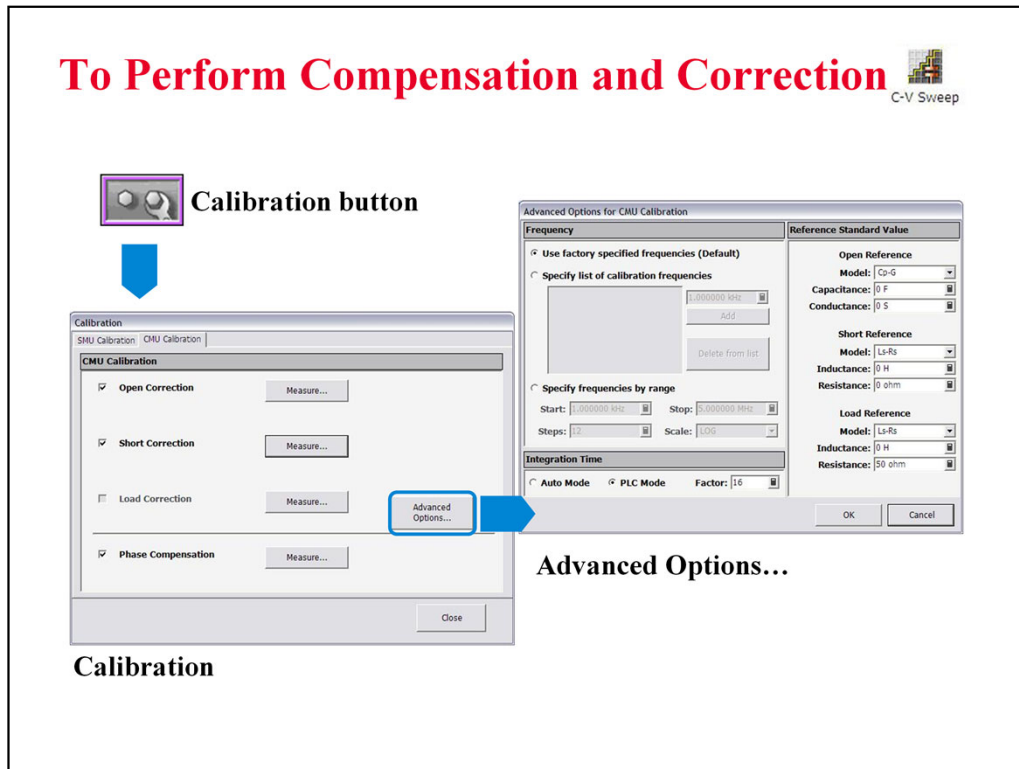 To Perform Compensation and Correction
C-V Sweep
Calibration button
Calibration
SMU Calibration CMU Calibration
CMU Calibration
Open Correction Measure...
Short Correction Measure...
Load Correction Measure...
Advanced Options...
Phase Compensation Measure...
Close
Calibration
Advanced Options for CMU Calibration
Frequency
Use factory specified frequencies (Default)
Specify list of calibration frequencies
1.000000 kHz
Add
Delete from list
Specify frequencies by range
Start: 1.000000 kHz Stop: 5.000000 MHz
Steps: 12 Scale: LOG
Integration Time
Auto Mode PLC Mode Factor: 16
Reference Standard Value
Open Reference
Model: Cp-G
Capacitance: 0 F
Conductance: 0 S
Short Reference
Model: Ls-Rs
Inductance: 0 H
Resistance: 0 ohm
Load Reference
Model: Ls-Rs
Inductance: 0 H
Resistance: 50 ohm
OK Cancel
Advanced Options…